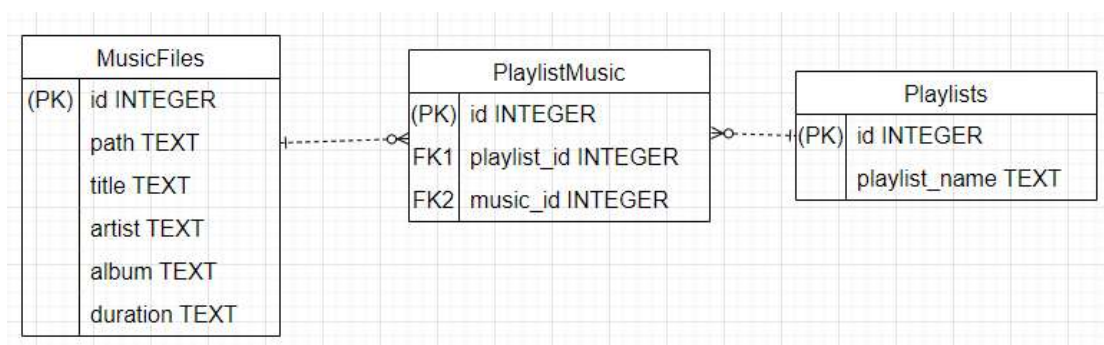 MusicFiles
(PK) id INTEGER
path TEXT
title TEXT
artist TEXT
album TEXT
duration TEXT
PlaylistMusic
(PK) id INTEGER
FK1 playlist_id INTEGER
FK2 music_id INTEGER
Playlists
(PK) id INTEGER
playlist_name TEXT